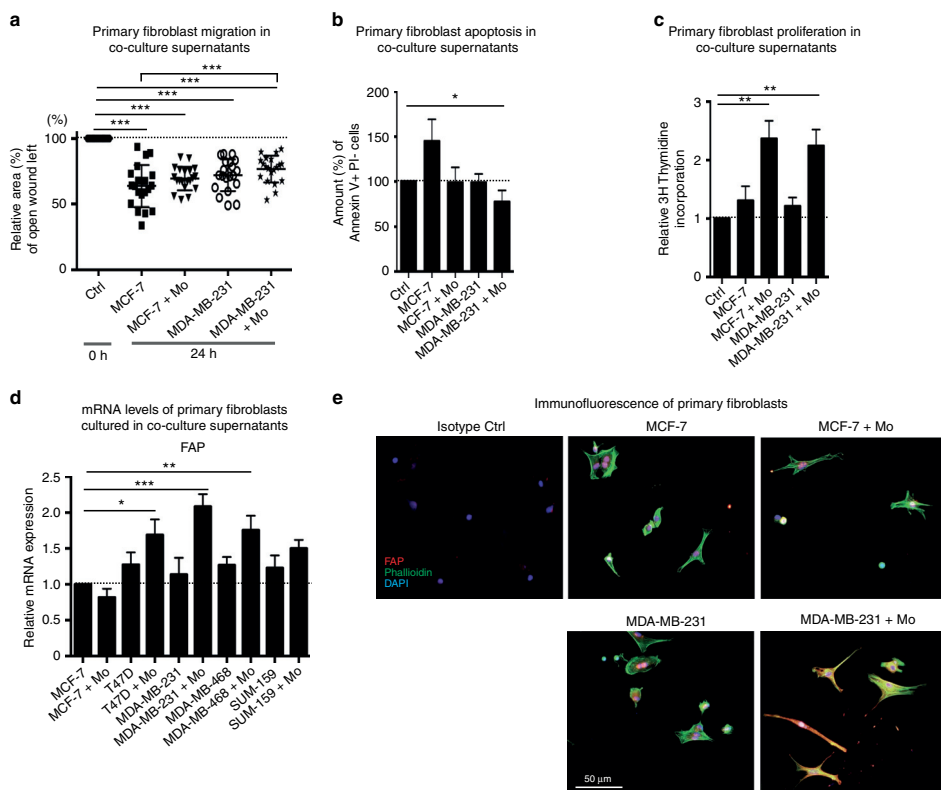 a
Primary fibroblast migration in
co-culture supernatants
***
***
***
***
***
(%)
100
50
0
Relative area (%)
of open wound left
Ctrl
MCF-7
MCF-7 + Mo
MDA-MB-231
MDA-MB-231
+ Mo
0 h
24 h
b
Primary fibroblast apoptosis in
co-culture supernatants
*
200
150
100
50
0
Amount (%) of
Annexin V+ PI- cells
Ctrl
MCF-7
MCF-7 + Mo
MDA-MB-231
MDA-MB-231 + Mo
c
Primary fibroblast proliferation in
co-culture supernatants
**
**
3
2
1
0
Relative 3H Thymidine
incorporation
Ctrl
MCF-7
MCF-7 + Mo
MDA-MB-231
MDA-MB-231 + Mo
d
mRNA levels of primary fibroblasts
cultured in co-culture supernatants
FAP
**
***
*
2.5
2.0
1.5
1.0
0.5
0.0
Relative mRNA expression
MCF-7
MCF-7 + Mo
T47D
T47D + Mo
MDA-MB-231
MDA-MB-231 + Mo
MDA-MB-468
MDA-MB-468 + Mo
SUM-159
SUM-159 + Mo
e
Immunofluorescence of primary fibroblasts
Isotype Ctrl
MCF-7
MCF-7 + Mo
FAP
Phallioidin
DAPI
MDA-MB-231
MDA-MB-231 + Mo
50 µm